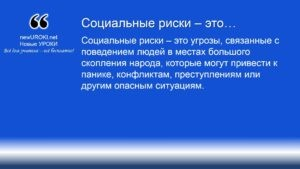 Социальные риски – это…
newUROKI.net
Новые УРОКИ
Всё для учителя – всё бесплатно!
Социальные риски – это угрозы, связанные с
поведением людей в местах большого
скопления народа, которые могут привести к
панике, конфликтам, преступлениям или
другим опасным ситуациям.